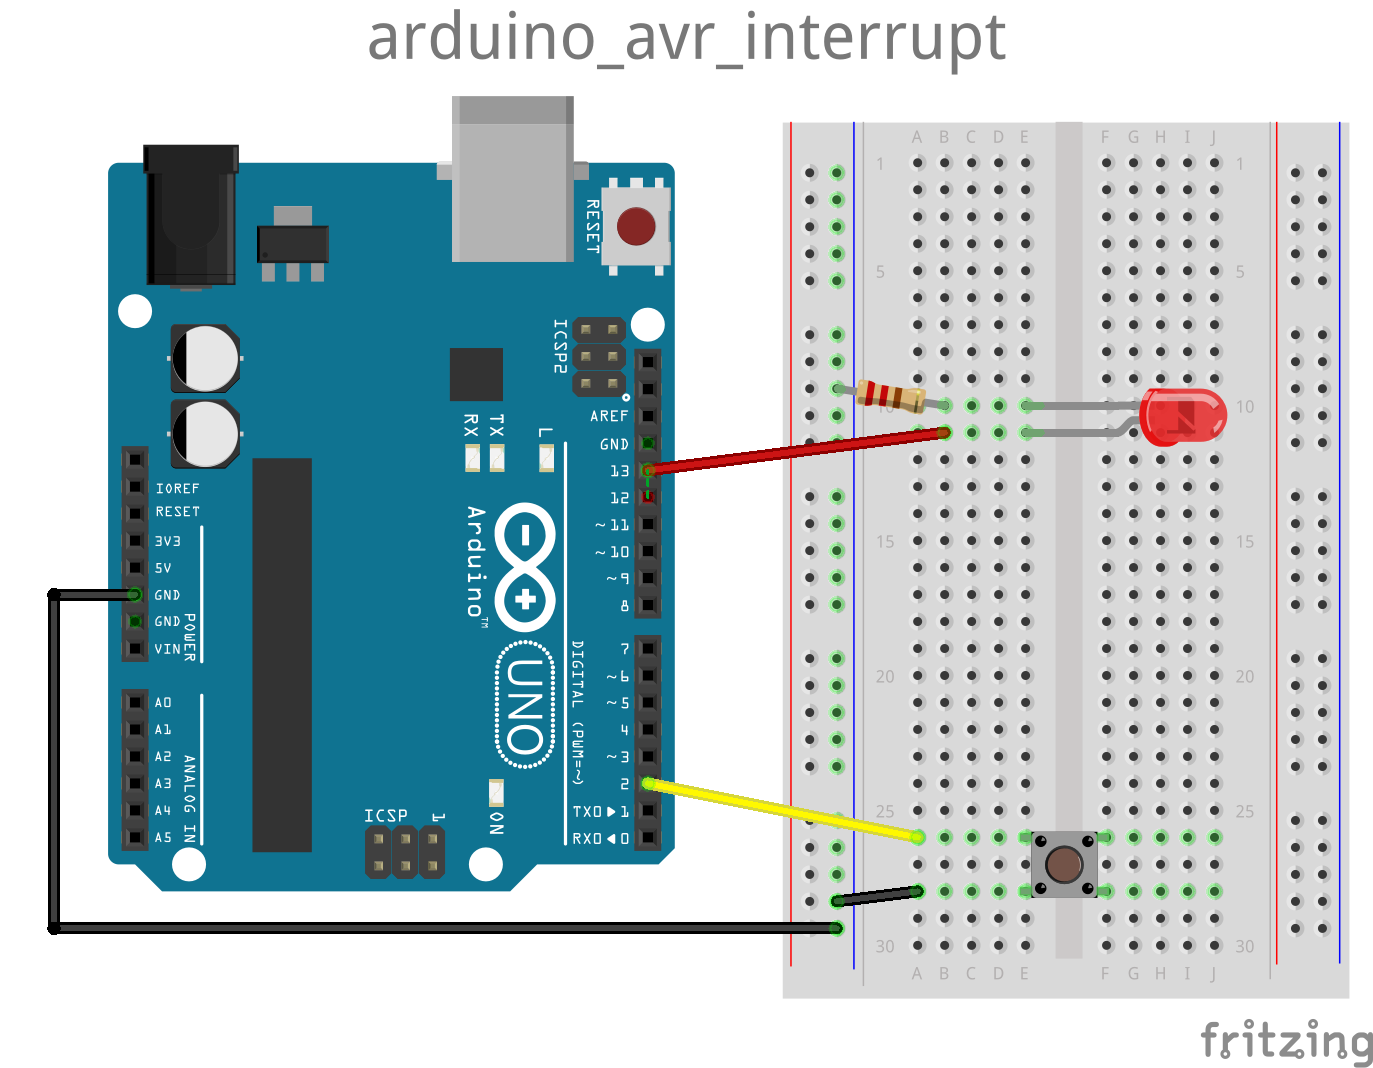 arduino_avr_interrupt
A B C D E F G H I J
1 1
5 5
10 10
15 15
20 20
25 25
30 30
A B C D E F G H I J
RESET
ICSP2
AREF
GND
13
12
~11
~10
~9
8
7
~6
~5
4
~3
2
TX0▶1
RX0◀0
RX TX L
Arduino™
UNO
DIGITAL (PWM=~)
IOREF
RESET
3V3
5V
GND
GND
VIN
POWER
A0
A1
A2
A3
A4
A5
ANALOG IN
ICSP 1
ON
fritzing